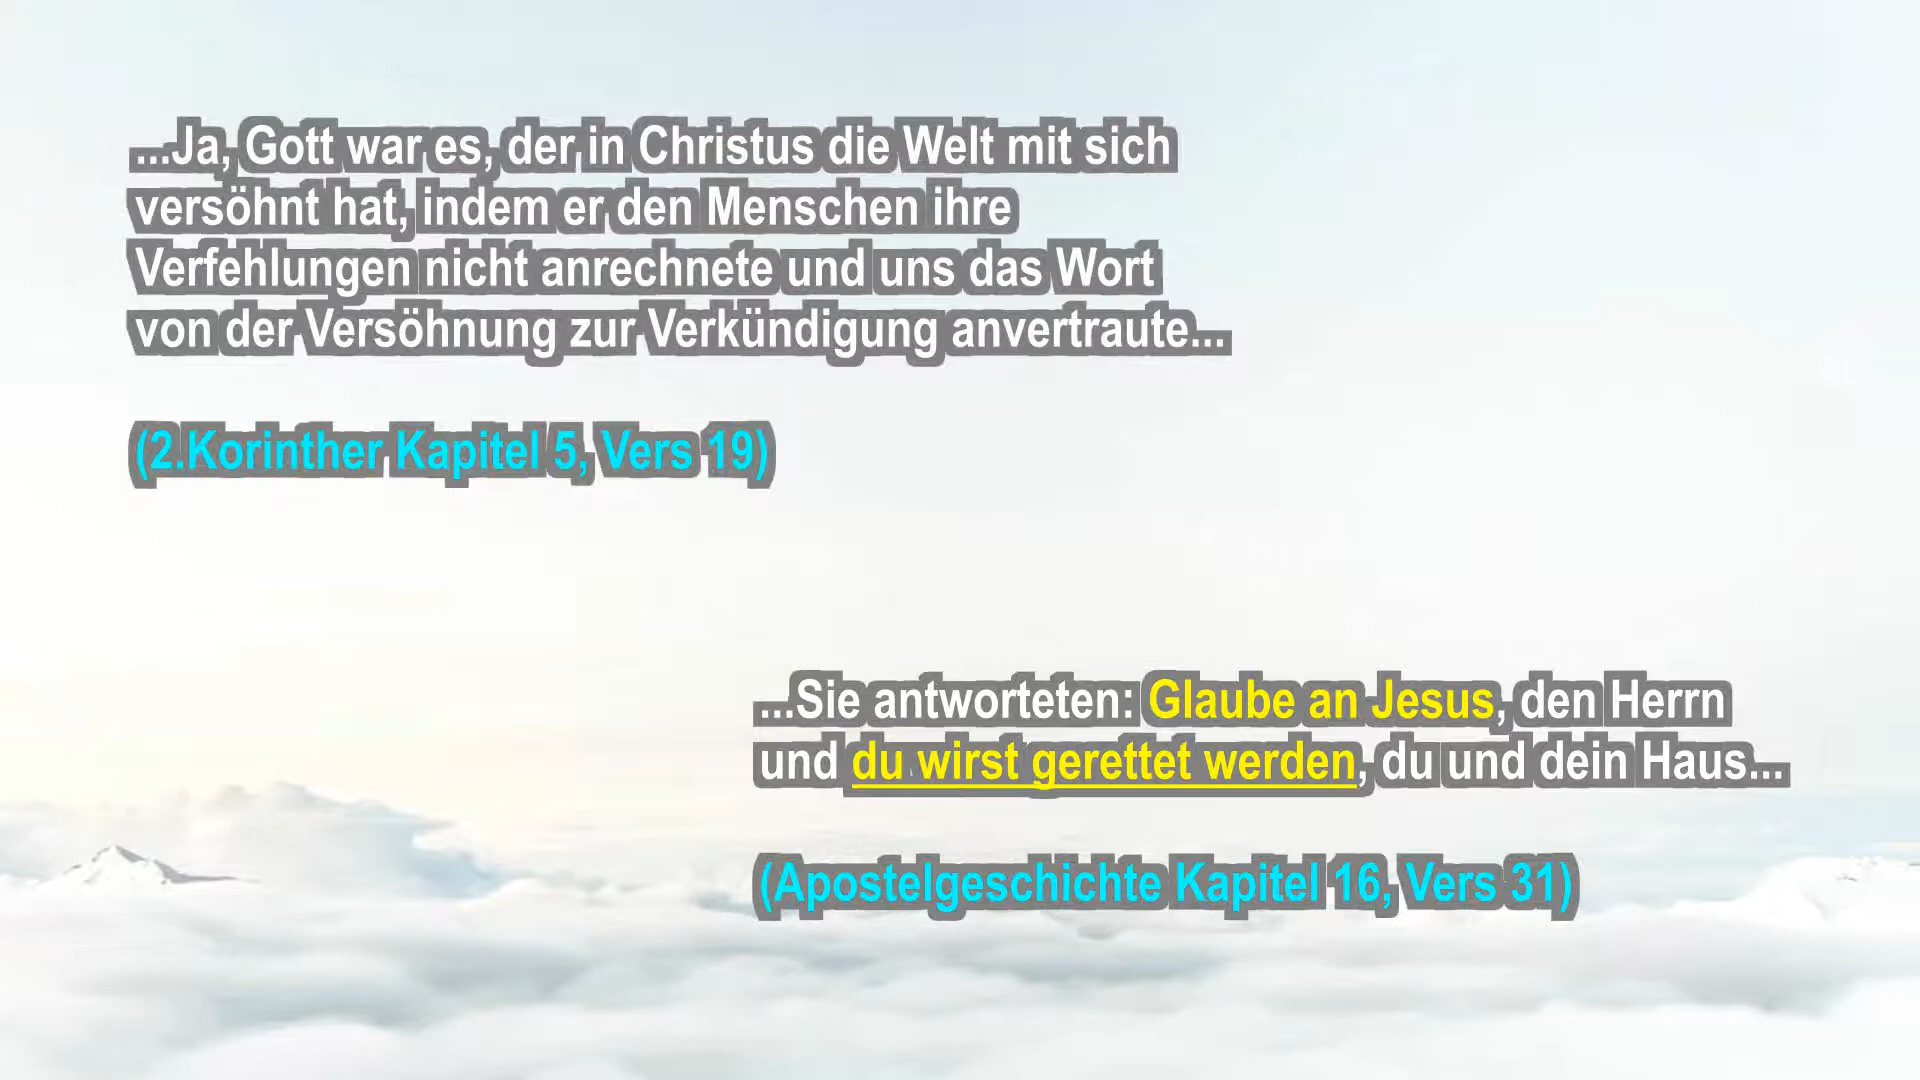 ...Ja, Gott war es, der in Christus die Welt mit sich
versöhnt hat, indem er den Menschen ihre
Verfehlungen nicht anrechnete und uns das Wort
von der Versöhnung zur Verkündigung anvertraute...
(2.Korinther Kapitel 5, Vers 19)
...Sie antworteten: Glaube an Jesus, den Herrn
und du wirst gerettet werden, du und dein Haus...
(Apostelgeschichte Kapitel 16, Vers 31)